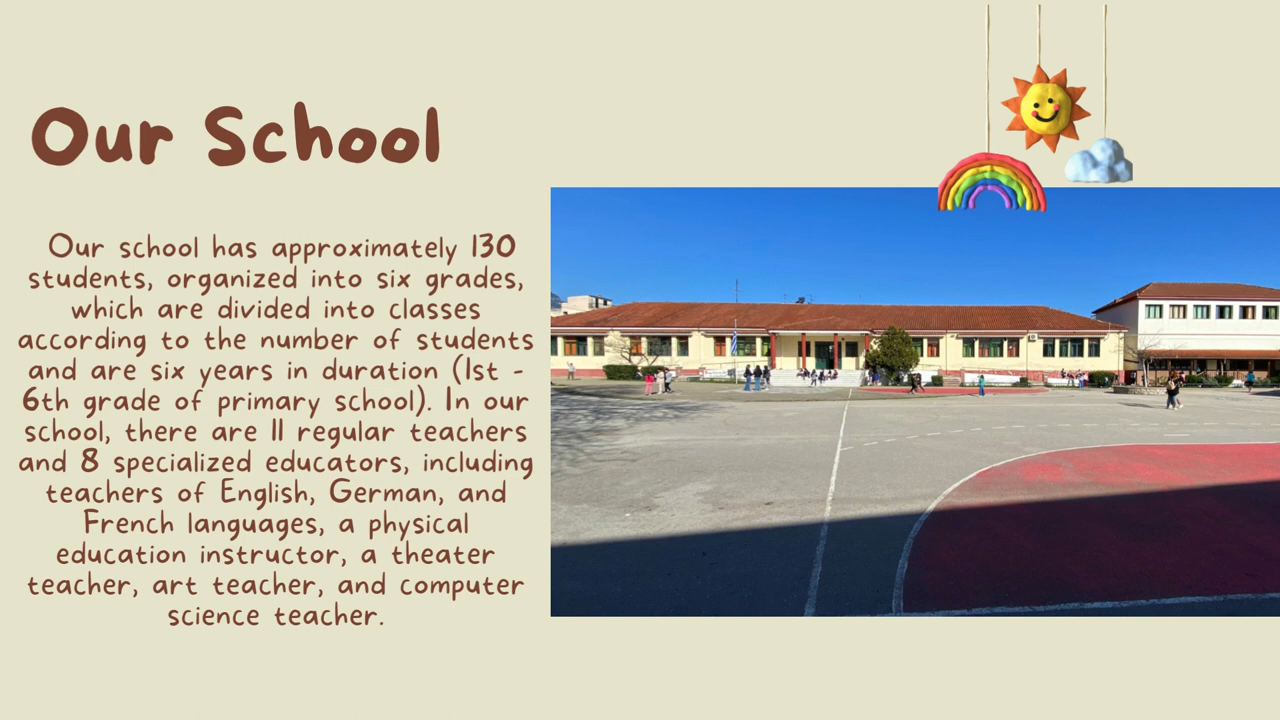 Our School
Our school has approximately 130
students, organized into six grades,
which are divided into classes
according to the number of students
and are six years in duration (1st -
6th grade of primary school). In our
school, there are 11 regular teachers
and 8 specialized educators, including
teachers of English, German, and
French languages, a physical
education instructor, a theater
teacher, art teacher, and computer
science teacher.